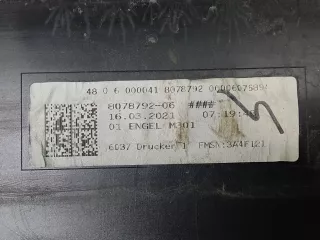 48 0 6 000041 8078792 0000607589
8078792-06 ####
16.03.2021 07:19:4
01 ENGEL M301
6037 Drucker 1 FMSN:3A4F121